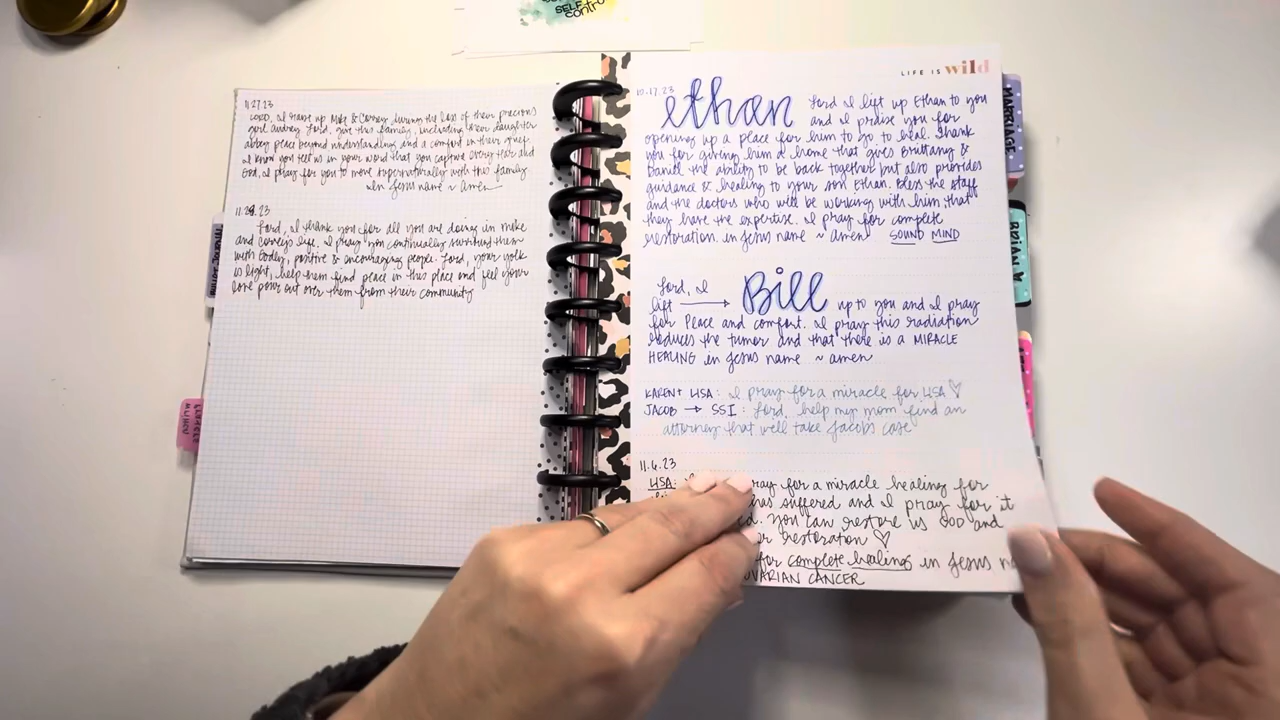 SELF
contro
11.27.23
Lord, I stand up Mike & Correy during the loss of their precious
girl Audrey. Lord, give this family, including their daughter
Abbey peace beyond understanding, and a comfort in their grief.
I know you tell us in your word that you capture every tear and
God, I pray for you to move supernaturally with this family
in Jesus name ~ amen
11.29.23
Lord, I thank you for all you are doing in Mike
and Correy's life. I pray you continually surround them
with Godly, positive & encouraging people. Lord, your yolk
is light, help them find peace in this place and feel your
love pour out over them from their community
LIFE IS wild
10.17.23
ethan
Lord I lift up Ethan to you
and I praise you for
opening up a place for him to go to heal. Thank
you for giving him a home that gives Brittany &
Daniel the ability to be back together but also provides
guidance & healing to your son Ethan. Bless the staff
and the doctors who will be working with him that
they have the expertise. I pray for complete
restoration in Jesus name ~ amen SOUND MIND
Lord, I
lift → Bill up to you and I pray
for Peace and comfort. I pray this radiation
reduces the tumor and that there is a MIRACLE
HEALING in Jesus name ~ amen
KAREN + LISA: I pray for a miracle for LISA ♡
JACOB → SSI: Lord, help my mom find an
attorney that will take Jacobs case
11.6.23
LISA: pray for a miracle healing for
has suffered and I pray for it
You can restore us GOD and
restoration ♡
for complete healing in Jesus
OVARIAN CANCER
MARRIAGE
BRIAN ♡